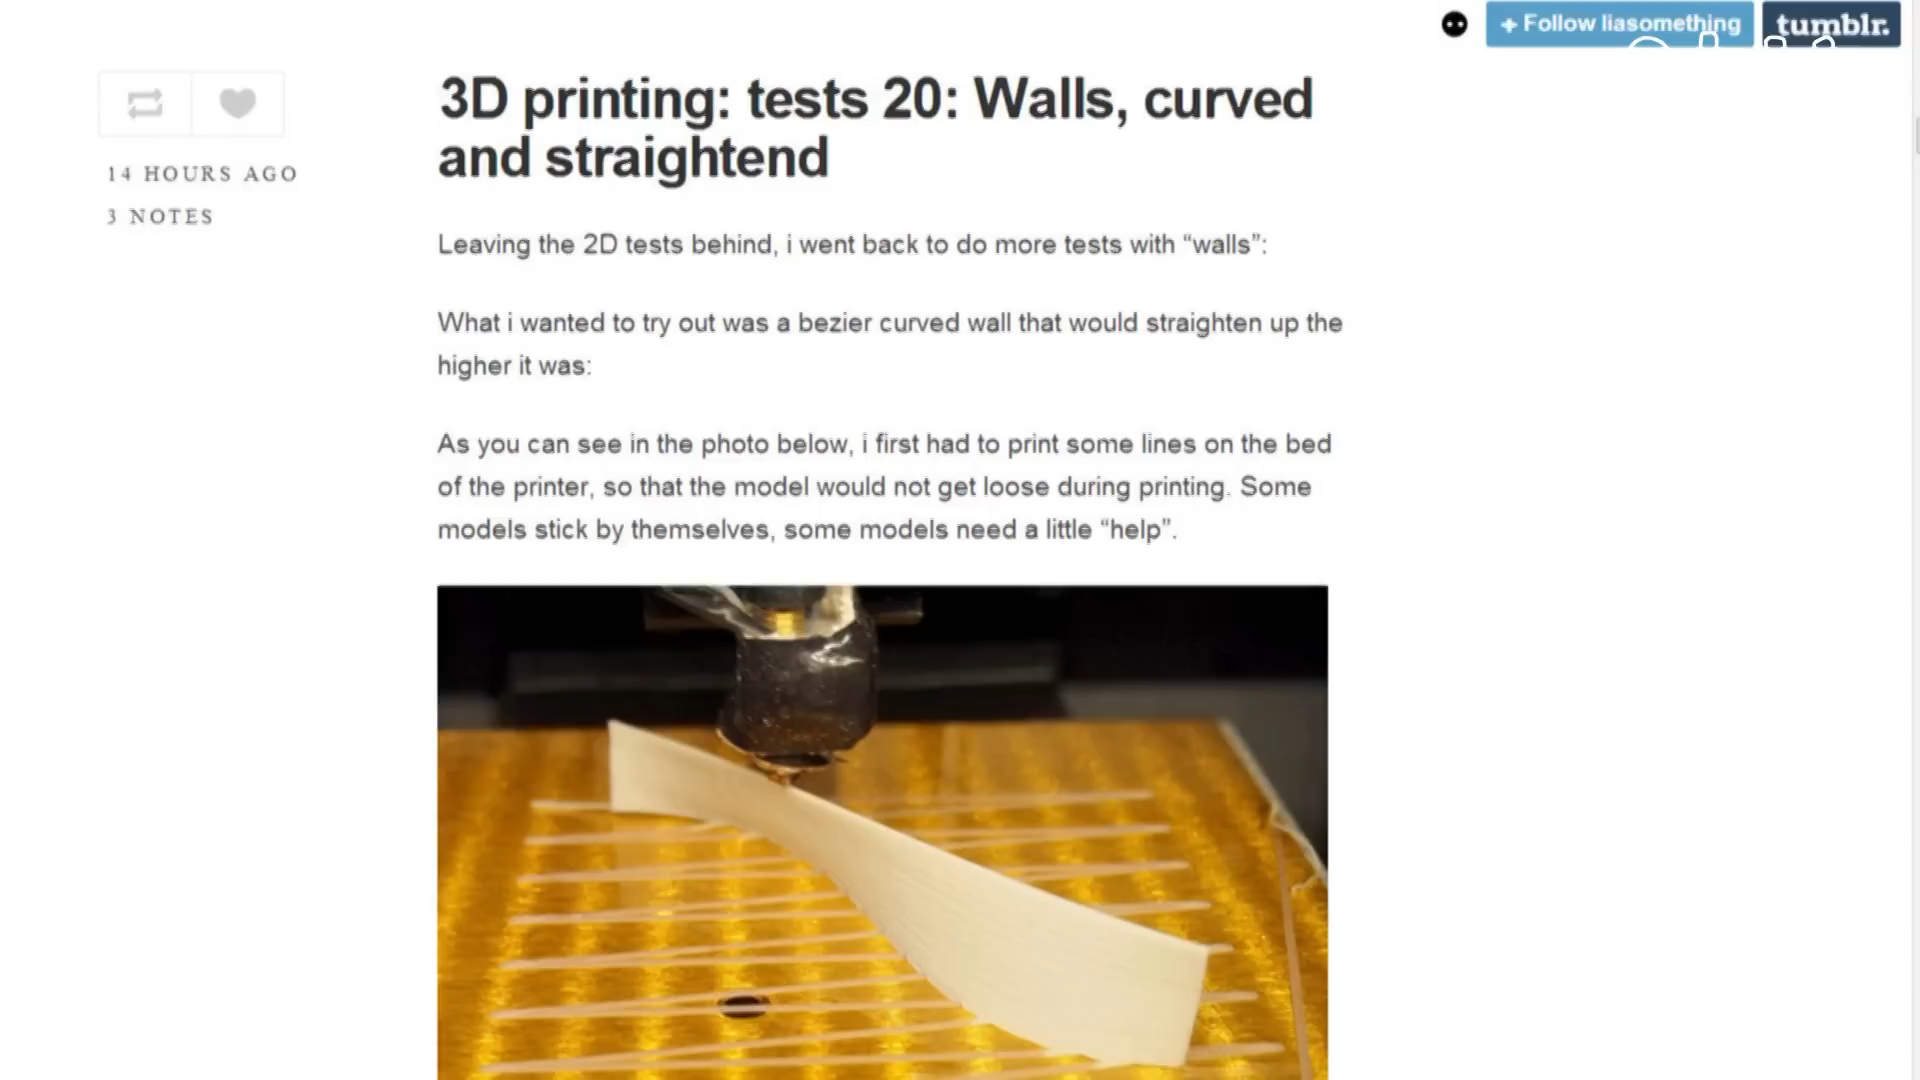 + Follow liasomething
tumblr.
3D printing: tests 20: Walls, curved
and straightend
14 HOURS AGO
3 NOTES
Leaving the 2D tests behind, i went back to do more tests with “walls”:
What i wanted to try out was a bezier curved wall that would straighten up the
higher it was:
As you can see in the photo below, i first had to print some lines on the bed
of the printer, so that the model would not get loose during printing. Some
models stick by themselves, some models need a little “help”.